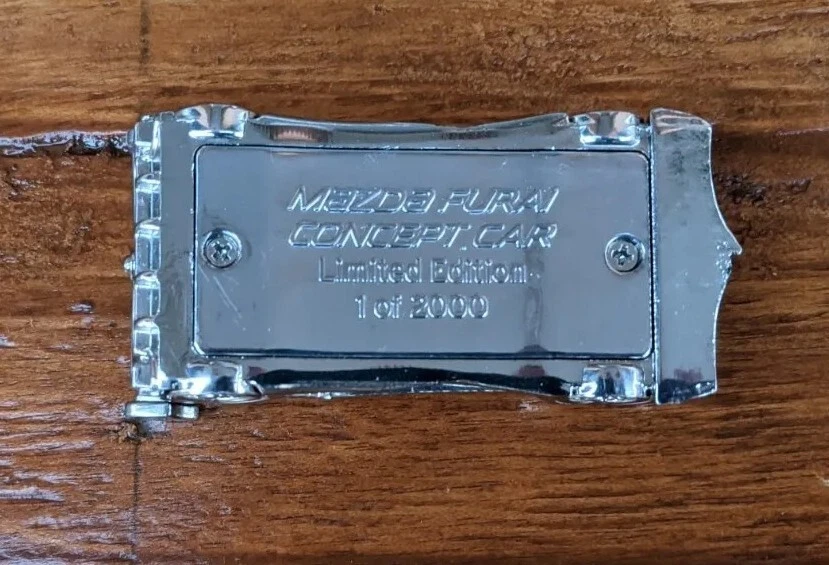 MAZDA FURAI
CONCEPT CAR
Limited Edition
1 of 2000